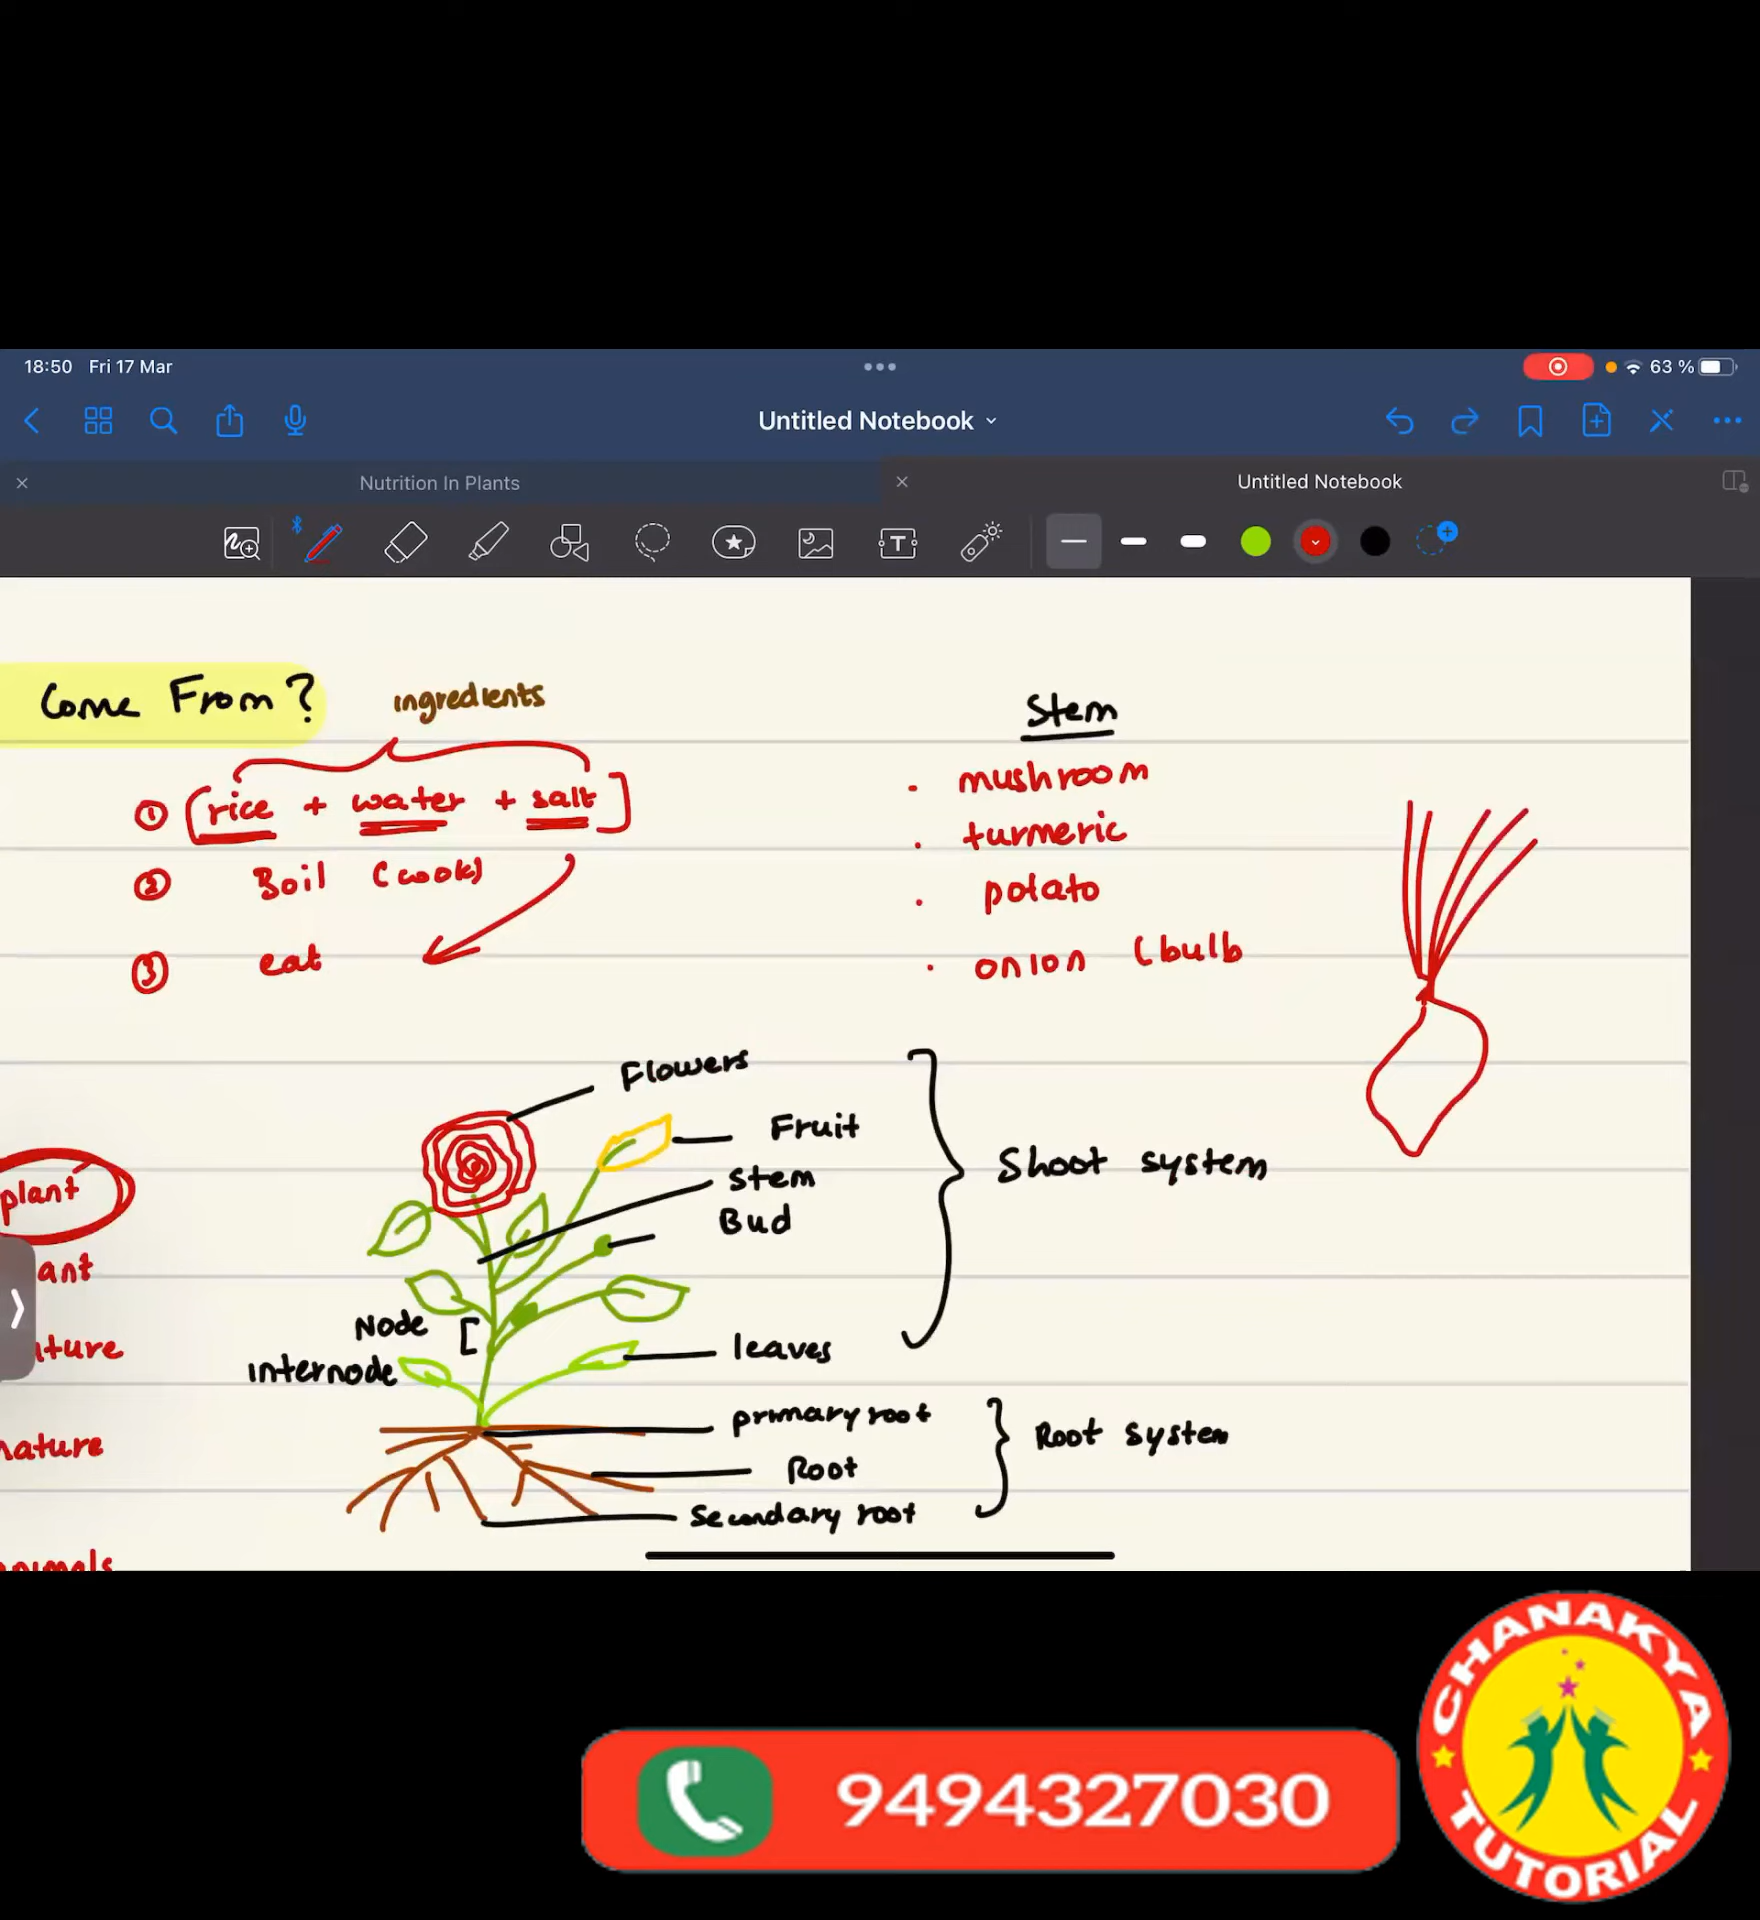 18:50 Fri 17 Mar
63 %
Untitled Notebook
Nutrition In Plants
Untitled Notebook
T
Come From?
ingredients
① [rice + water + salt]
② Boil (cook)
③ eat
Stem
. mushroom
. turmeric
. potato
. onion (bulb
Flowers
Fruit
Stem
Bud
Shoot system
plant
ant
ature
nature
animals
Node
Internode
leaves
primary root
Root
Secondary root
Root system
9494327030
CHANAKYA
TUTORIAL